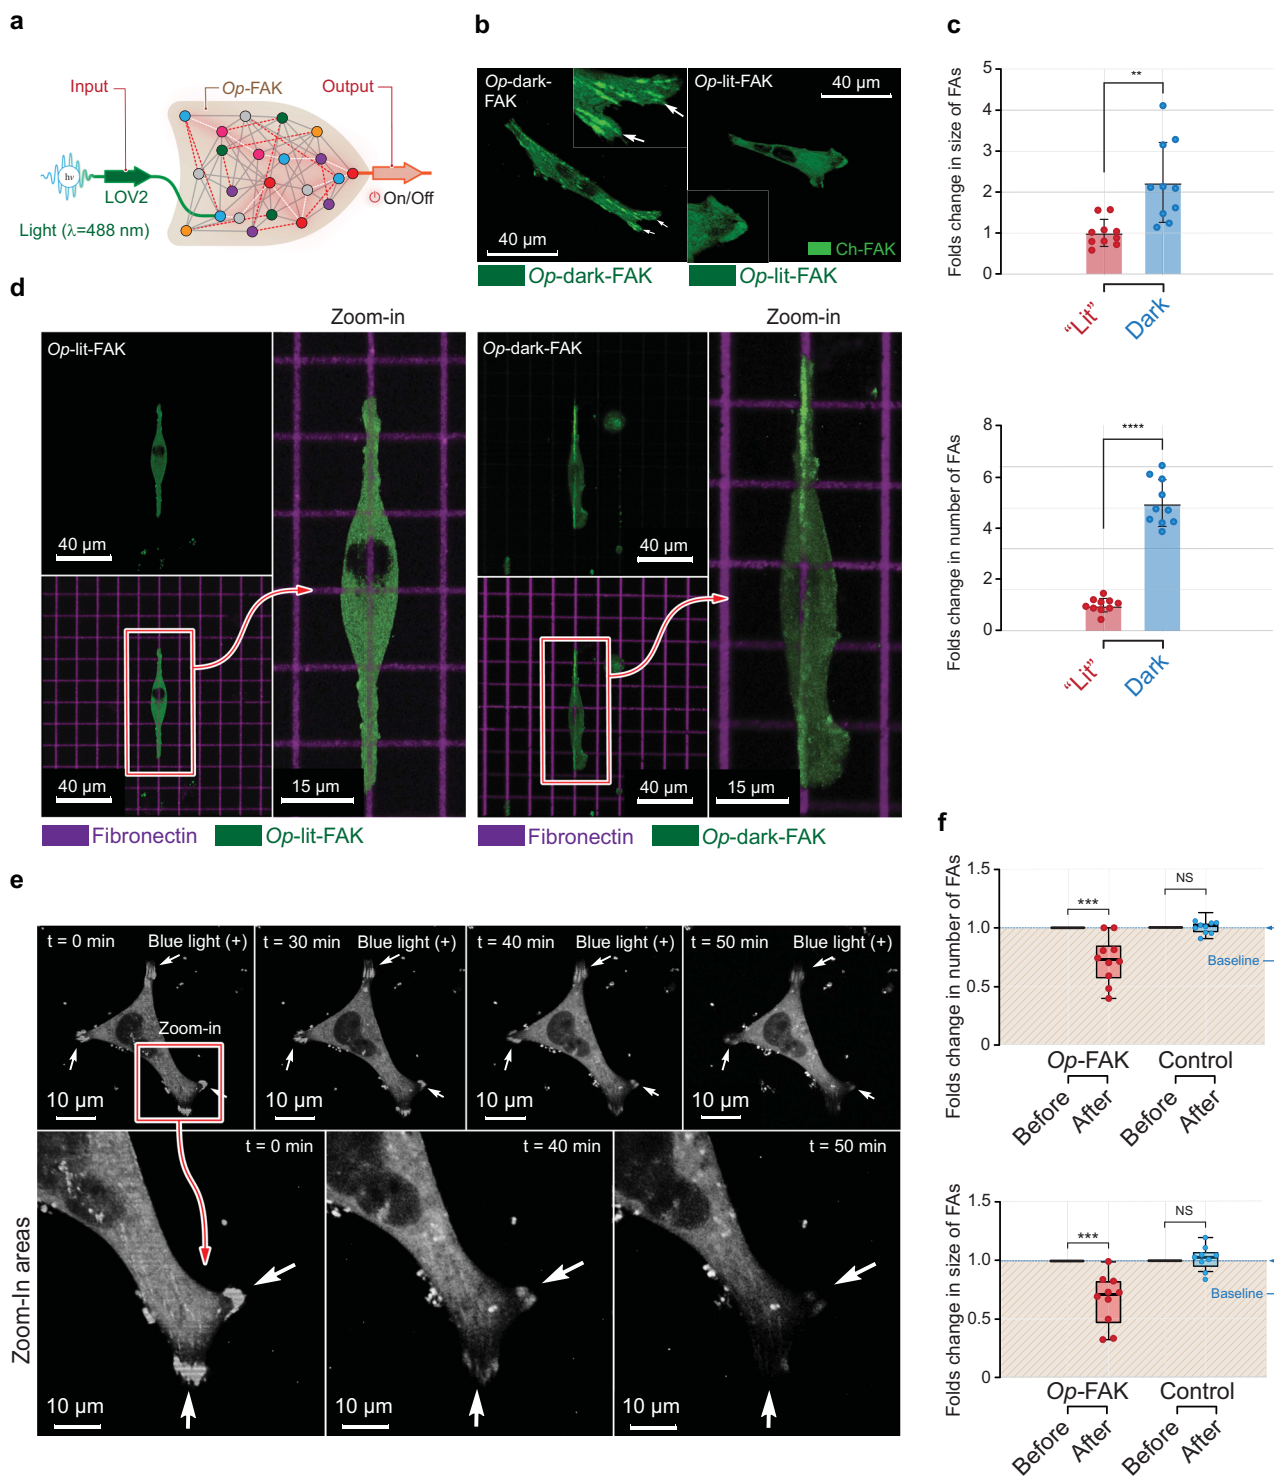 a
Input
Op-FAK
Output
hν
LOV2
On/Off
Light (λ=488 nm)
b
Op-dark-
FAK
Op-lit-FAK
40 µm
40 µm
Ch-FAK
Op-dark-FAK
Op-lit-FAK
c
Folds change in size of FAs
5
4
3
2
1
0
**
"Lit"
Dark
Folds change in number of FAs
8
6
4
2
0
****
"Lit"
Dark
d
Zoom-in
Zoom-in
Op-lit-FAK
Op-dark-FAK
40 µm
40 µm
40 µm
15 µm
40 µm
15 µm
Fibronectin
Op-lit-FAK
Fibronectin
Op-dark-FAK
e
t = 0 min
Blue light (+)
t = 30 min
Blue light (+)
t = 40 min
Blue light (+)
t = 50 min
Blue light (+)
Zoom-in
10 µm
10 µm
10 µm
10 µm
Zoom-In areas
t = 0 min
t = 40 min
t = 50 min
10 µm
10 µm
10 µm
f
Folds change in number of FAs
1.5
1.0
0.5
0
***
NS
Baseline
Op-FAK
Control
Before
After
Before
After
Folds change in size of FAs
1.5
1.0
0.5
0
***
NS
Baseline
Op-FAK
Control
Before
After
Before
After